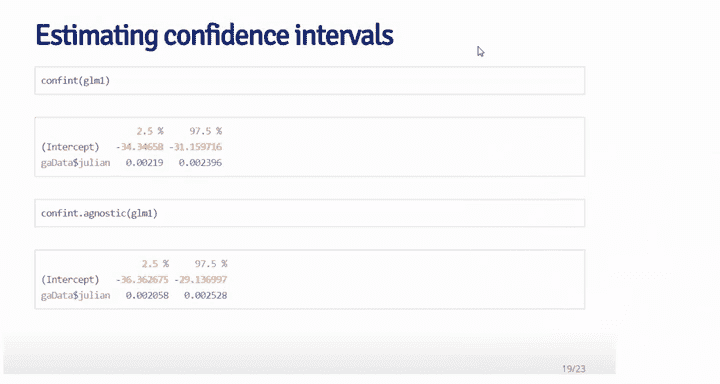 Estimating confidence intervals
confint(glm1)
2.5 % 97.5 %
(Intercept) -34.34658 -31.159716
gaData$julian 0.00219 0.002396
confint.agnostic(glm1)
2.5 % 97.5 %
(Intercept) -36.362675 -29.136997
gaData$julian 0.002058 0.002528
19/23